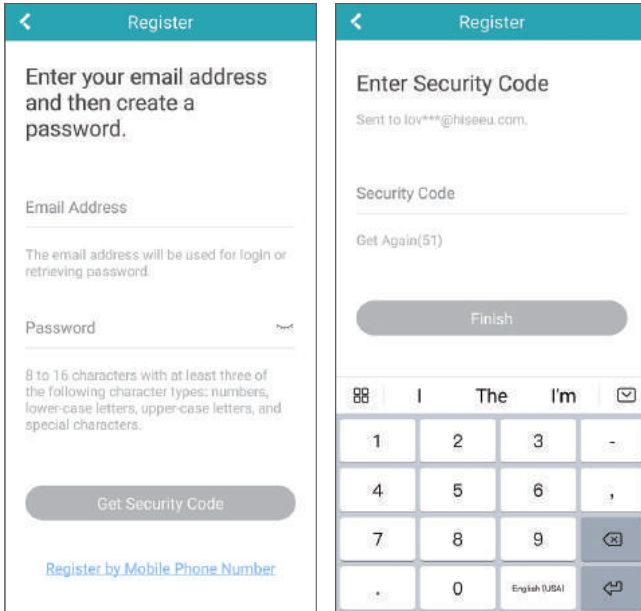 Register
Enter your email address
and then create a
password.
Email Address
The email address will be used for login or
retrieving password.
Password
8 to 16 characters with at least three of
the following character types: numbers,
lower-case letters, upper-case letters, and
special characters.
Get Security Code
Register by Mobile Phone Number
Register
Enter Security Code
Sent to lov***@hiseeu.com.
Security Code
Get Again(51)
Finish
I The I'm
1 2 3 -
4 5 6 ,
7 8 9
. 0 English (USA)